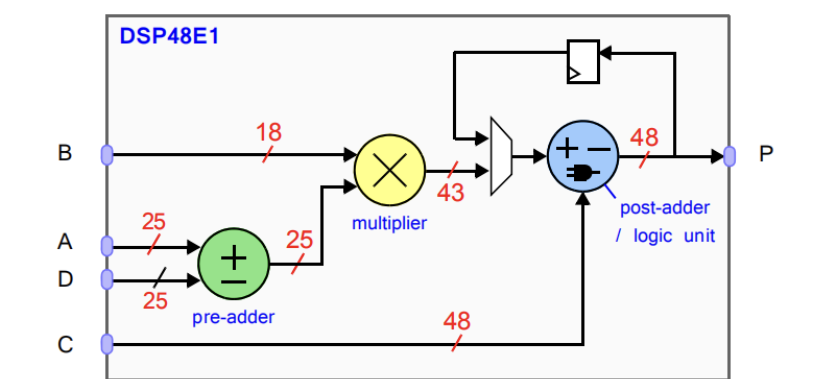 DSP48E1
B
18
48
P
43
multiplier
post-adder
/ logic unit
A
25
25
D
25
pre-adder
C
48